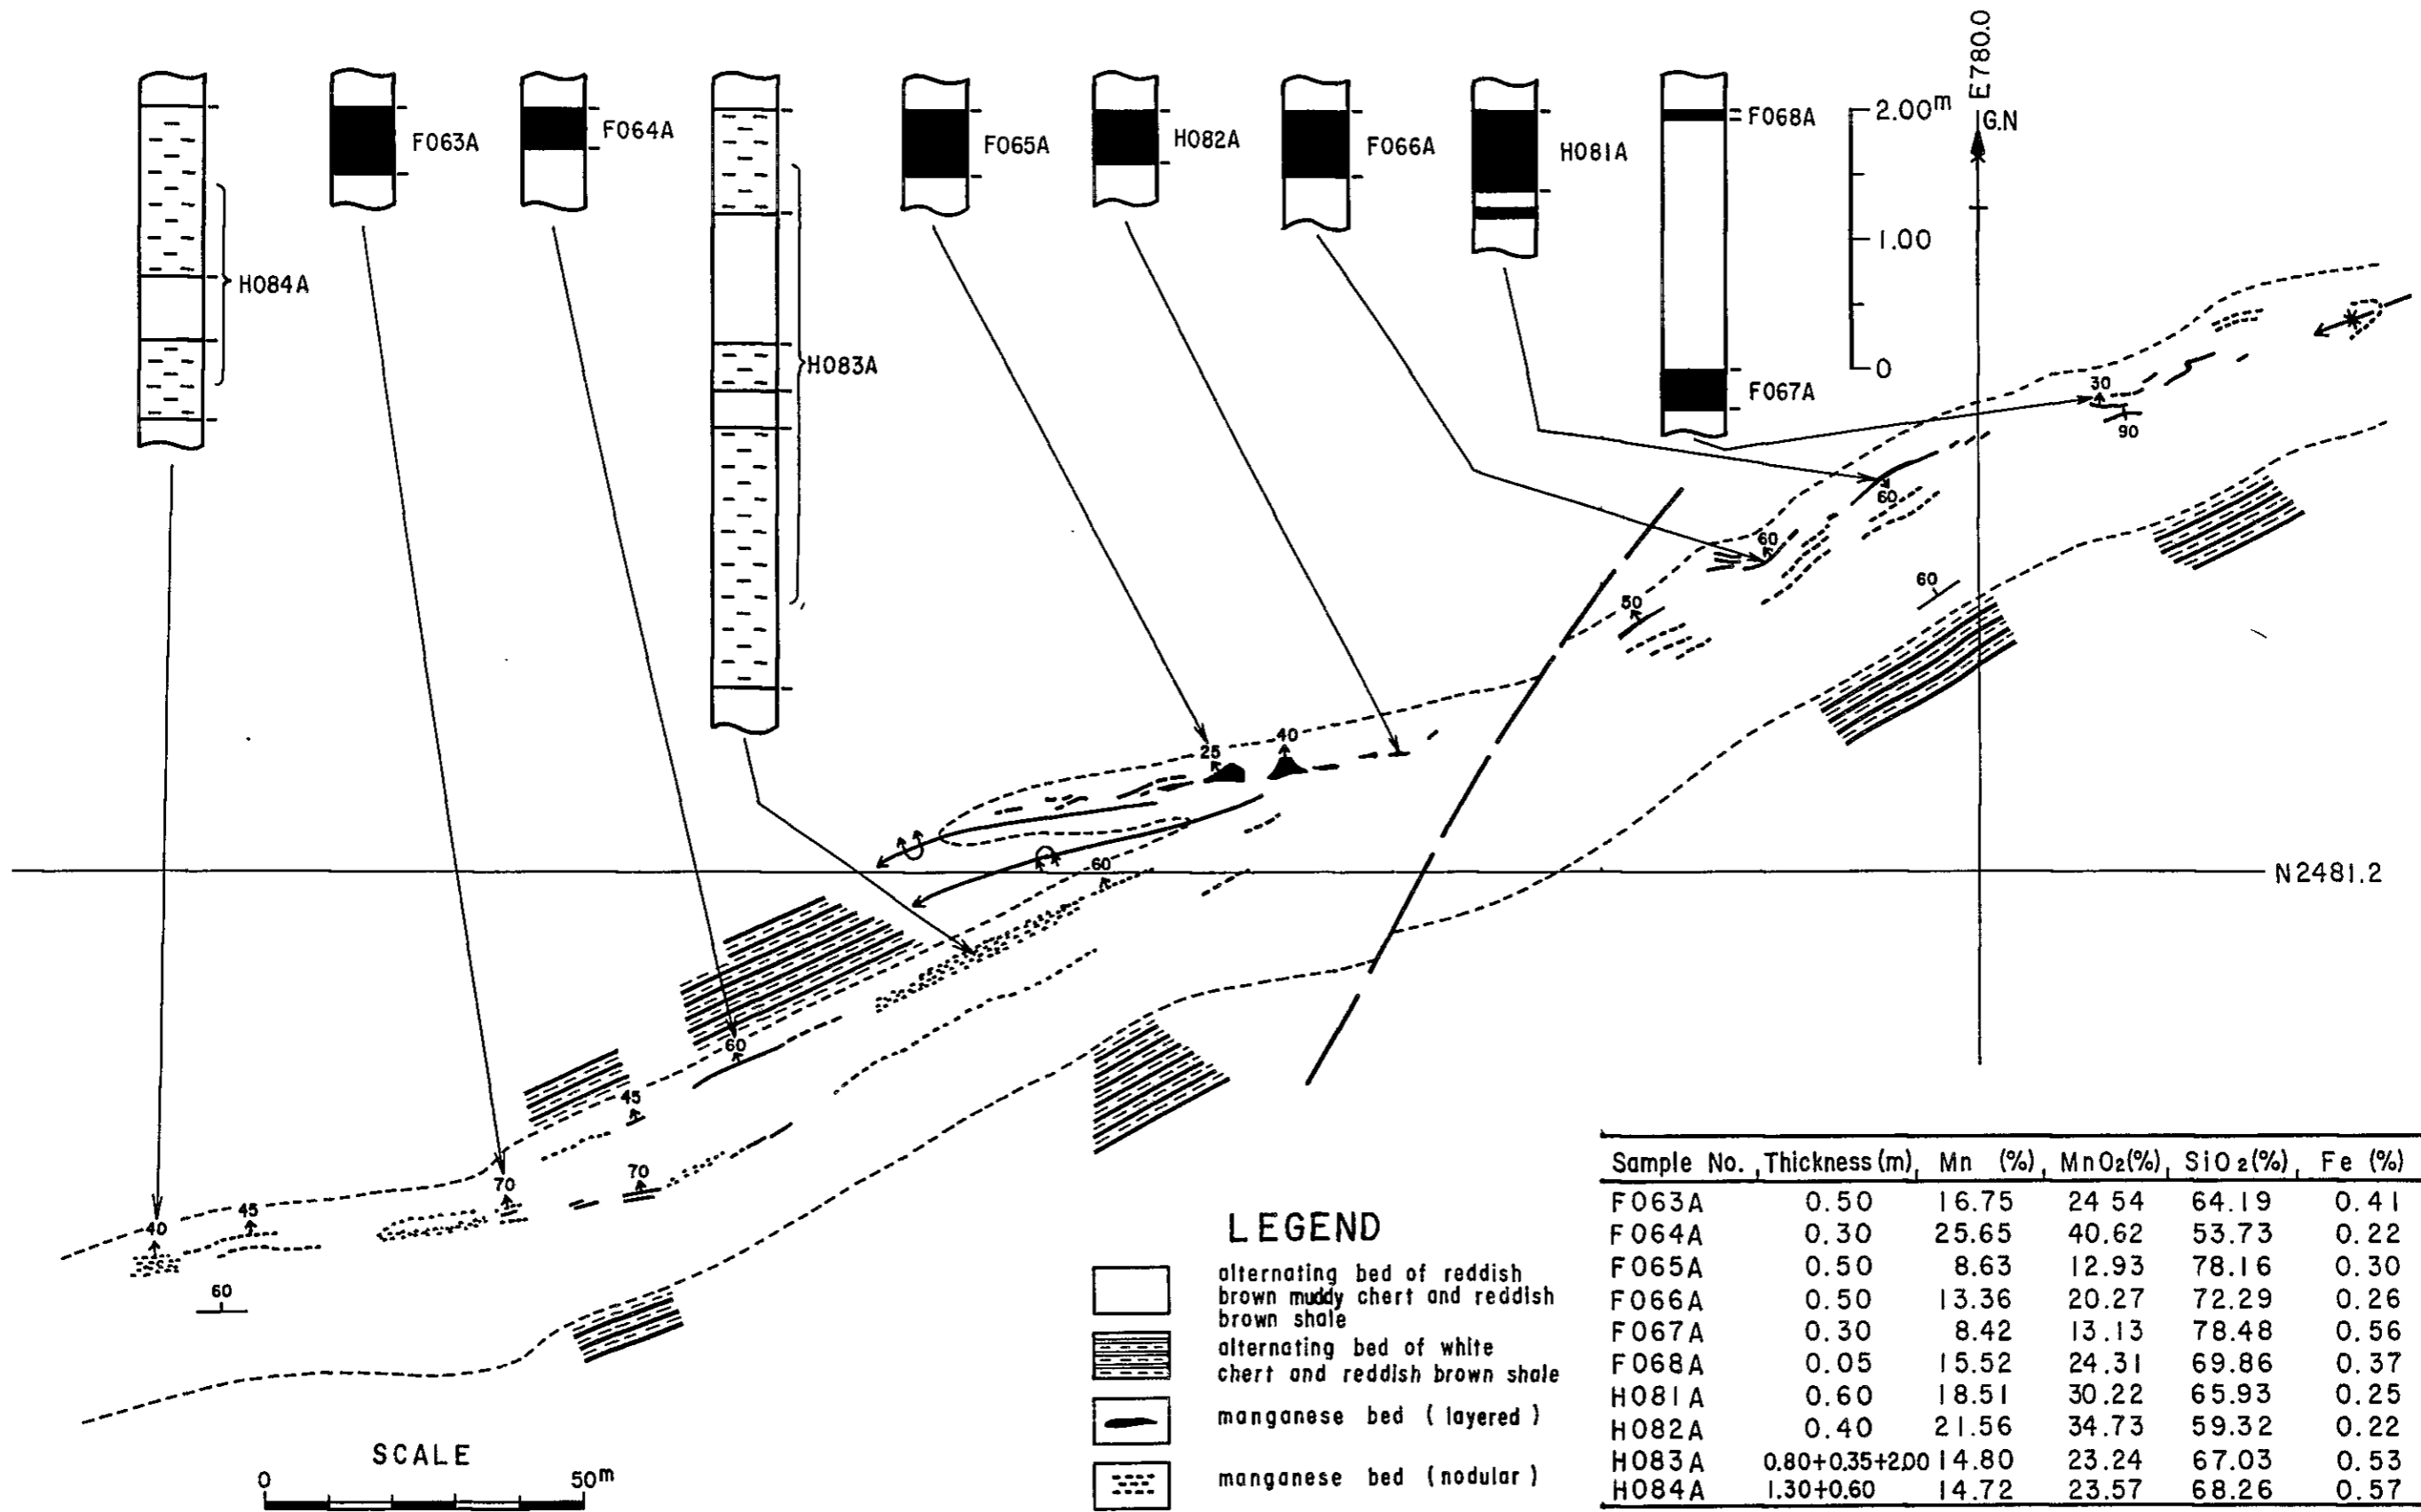 E780.0
G.N
2.00m
1.00
0
H084A
F063A
F064A
H083A
F065A
H082A
F066A
H081A
F068A
F067A
30
90
60
60
60
50
40
25
60
N2481.2
60
45
70
70
45
40
60
LEGEND
alternating bed of reddish
brown muddy chert and reddish
brown shale
alternating bed of white
chert and reddish brown shale
manganese bed (layered)
manganese bed (nodular)
SCALE
0 50m
Sample No. Thickness(m) Mn (%) MnO2(%) SiO2(%) Fe (%)
F063A 0.50 16.75 24 54 64.19 0.41
F064A 0.30 25.65 40.62 53.73 0.22
F065A 0.50 8.63 12.93 78.16 0.30
F066A 0.50 13.36 20.27 72.29 0.26
F067A 0.30 8.42 13.13 78.48 0.56
F068A 0.05 15.52 24.31 69.86 0.37
H081A 0.60 18.51 30.22 65.93 0.25
H082A 0.40 21.56 34.73 59.32 0.22
H083A 0.80+0.35+2.00 14.80 23.24 67.03 0.53
H084A 1.30+0.60 14.72 23.57 68.26 0.57